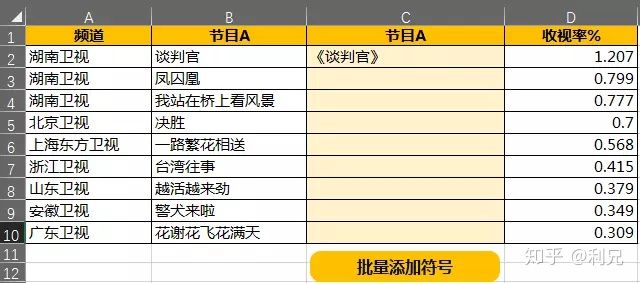 A B C D
1 频道 节目A 节目A 收视率%
2 湖南卫视 谈判官 《谈判官》 1.207
3 湖南卫视 凤囚凰 0.799
4 湖南卫视 我站在桥上看风景 0.777
5 北京卫视 决胜 0.7
6 上海东方卫视 一路繁花相送 0.568
7 浙江卫视 台湾往事 0.415
8 山东卫视 越活越来劲 0.379
9 安徽卫视 警犬来啦 0.349
10 广东卫视 花谢花飞花满天 0.309
11
12 批量添加符号
知乎 @利兄